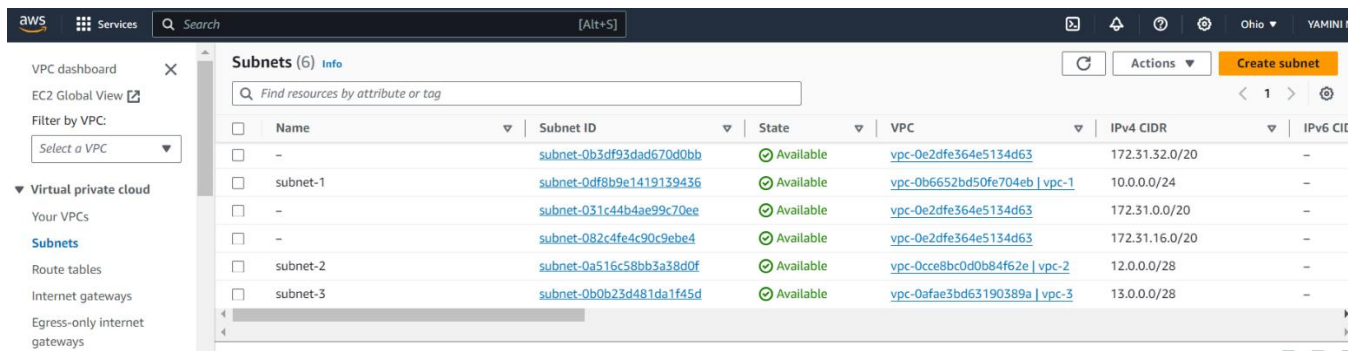 aws Services Search [Alt+S] Ohio YAMINI
VPC dashboard
EC2 Global View
Filter by VPC:
Select a VPC
Virtual private cloud
Your VPCs
Subnets
Route tables
Internet gateways
Egress-only internet
gateways
Subnets (6) Info Actions Create subnet
Find resources by attribute or tag 1
Name Subnet ID State VPC IPv4 CIDR IPv6
– subnet-0b3df93dad670d0bb Available vpc-0e2dfe364e5134d63 172.31.32.0/20 –
subnet-1 subnet-0df8b9e1419139436 Available vpc-0b6652bd50fe704eb | vpc-1 10.0.0.0/24 –
– subnet-031c44b4ae99c70ee Available vpc-0e2dfe364e5134d63 172.31.0.0/20 –
– subnet-082c4fe4c90c9ebe4 Available vpc-0e2dfe364e5134d63 172.31.16.0/20 –
subnet-2 subnet-0a516c58bb3a38d0f Available vpc-0cce8bc0d0b84f62e | vpc-2 12.0.0.0/28 –
subnet-3 subnet-0b0b23d481da1f45d Available vpc-0afae3bd63190389a | vpc-3 13.0.0.0/28 –